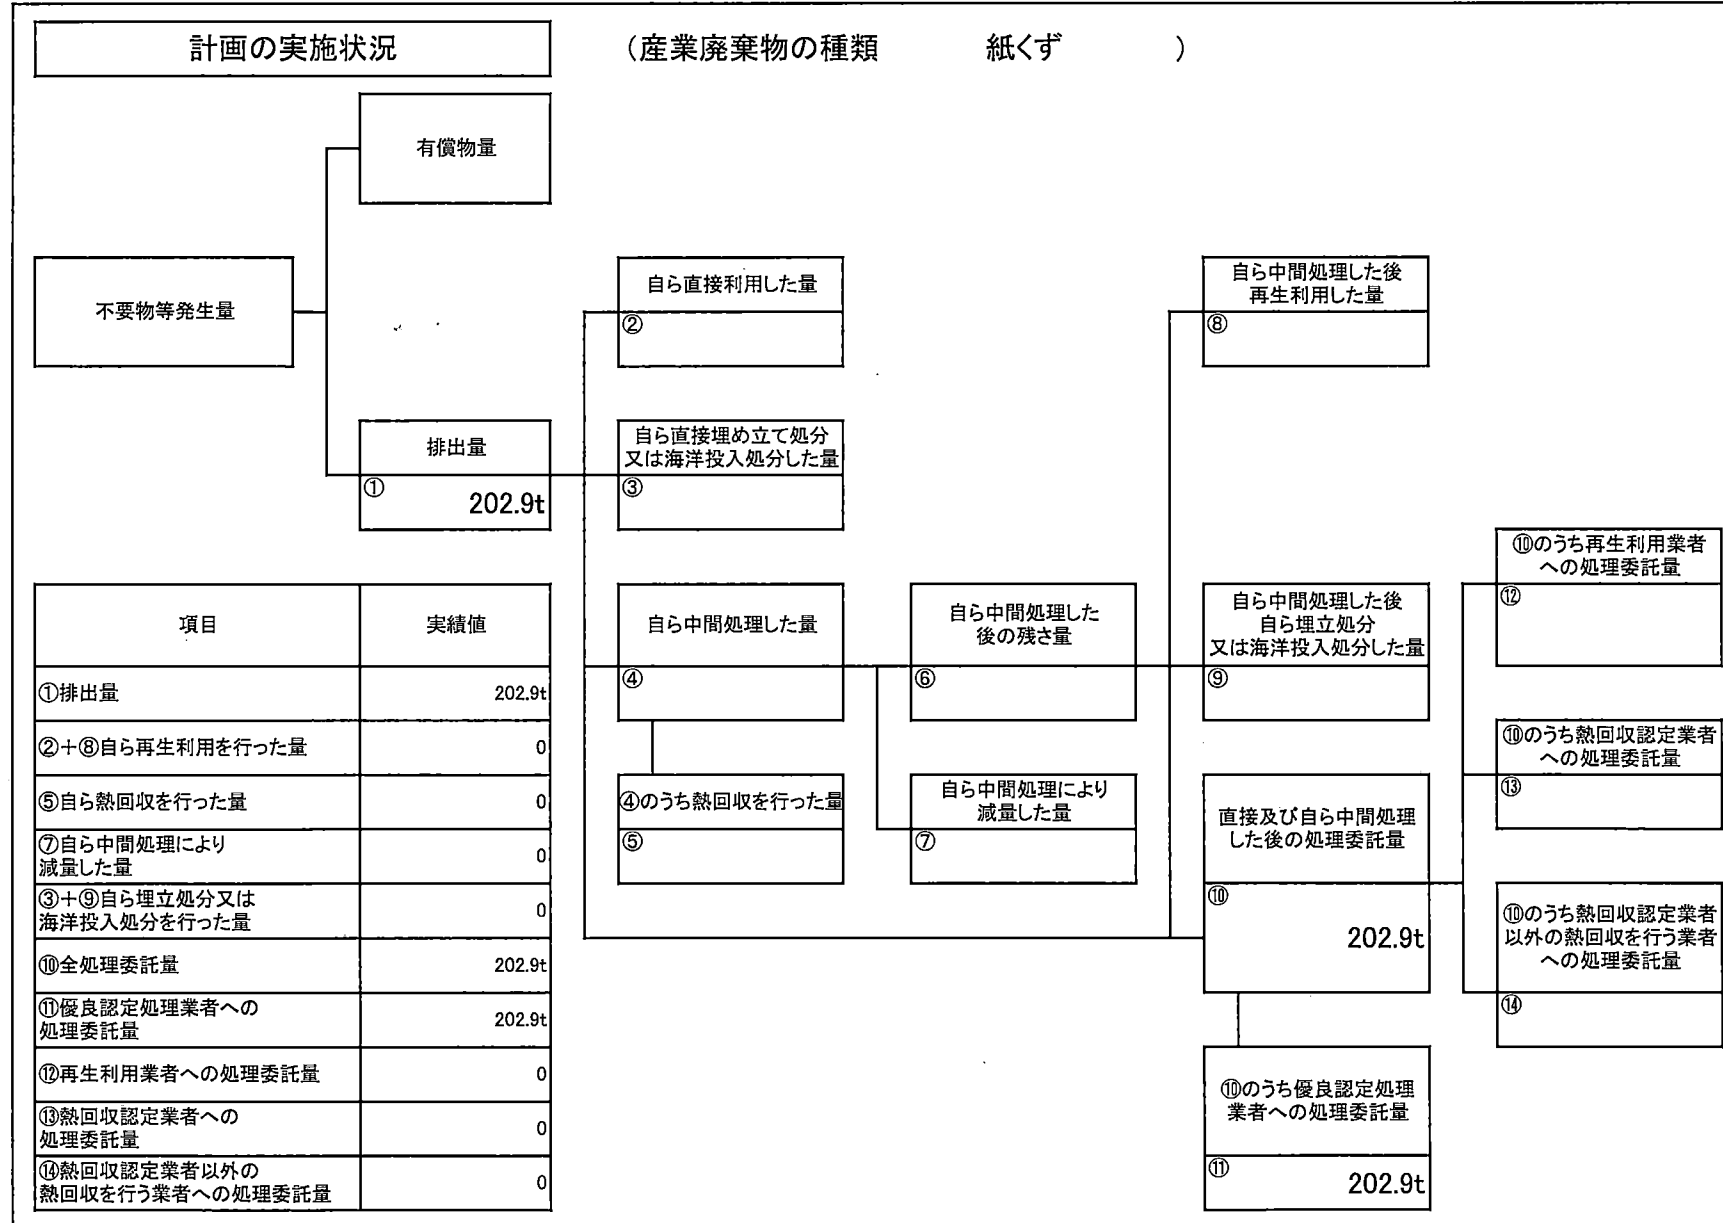 計画の実施状況
（産業廃棄物の種類　　　紙くず　　　）
有償物量
不要物等発生量
自ら直接利用した量
②
自ら中間処理した後
再生利用した量
⑧
排出量
① 202.9t
自ら直接埋め立て処分
又は海洋投入処分した量
③
⑩のうち再生利用業者
への処理委託量
⑫
自ら中間処理した量
④
自ら中間処理した
後の残さ量
⑥
自ら中間処理した後
自ら埋立処分
又は海洋投入処分した量
⑨
⑩のうち熱回収認定業者
への処理委託量
⑬
④のうち熱回収を行った量
⑤
自ら中間処理により
減量した量
⑦
直接及び自ら中間処理
した後の処理委託量
⑩
202.9t
⑩のうち熱回収認定業者
以外の熱回収を行う業者
への処理委託量
⑭
⑩のうち優良認定処理
業者への処理委託量
⑪ 202.9t
項目 実績値
①排出量 202.9t
②＋⑧自ら再生利用を行った量 0
⑤自ら熱回収を行った量 0
⑦自ら中間処理により
減量した量 0
③＋⑨自ら埋立処分又は
海洋投入処分を行った量 0
⑩全処理委託量 202.9t
⑪優良認定処理業者への
処理委託量 202.9t
⑫再生利用業者への処理委託量 0
⑬熱回収認定業者への
処理委託量 0
⑭熱回収認定業者以外の
熱回収を行う業者への処理委託量 0